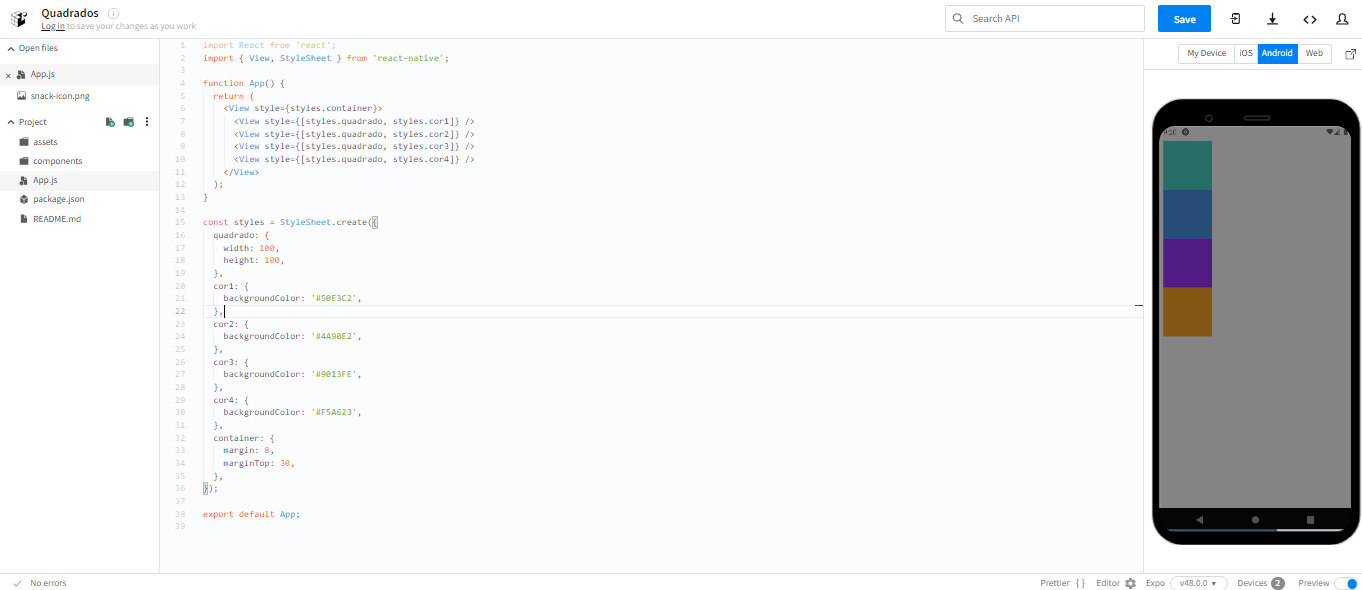 Quadrados
Log in to save your changes as you work
Search API
Save
Open files
App.js
snack-icon.png
Project
assets
components
App.js
package.json
README.md
1 import React from 'react';
2 import { View, StyleSheet } from 'react-native';
3
4 function App() {
5 return (
6 <View style={styles.container}>
7 <View style={[styles.quadrado, styles.cor1]} />
8 <View style={[styles.quadrado, styles.cor2]} />
9 <View style={[styles.quadrado, styles.cor3]} />
10 <View style={[styles.quadrado, styles.cor4]} />
11 </View>
12 );
13 }
14
15 const styles = StyleSheet.create({
16 quadrado: {
17 width: 100,
18 height: 100,
19 },
20 cor1: {
21 backgroundColor: '#50E3C2',
22 },
23 cor2: {
24 backgroundColor: '#4A90E2',
25 },
26 cor3: {
27 backgroundColor: '#9013FE',
28 },
29 cor4: {
30 backgroundColor: '#F5A623',
31 },
32 container: {
33 margin: 8,
34 marginTop: 30,
35 },
36 });
37
38 export default App;
39
My Device iOS Android Web
9:20
No errors
Prettier {} Editor Expo v48.0.0 Devices 2 Preview